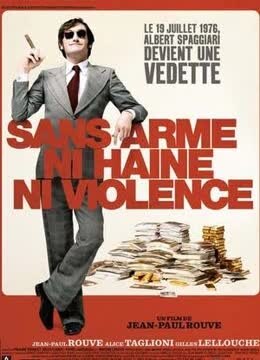 LE 19 JUILLET 1976,
ALBERT SPAGGIARI
DEVIENT UNE
VEDETTE
SANS ARME
NI HAINE
NI VIOLENCE
UN FILM DE
JEAN-PAUL ROUVE
JEAN-PAUL ROUVE ALICE TAGLIONI GILLES LELLOUCHE